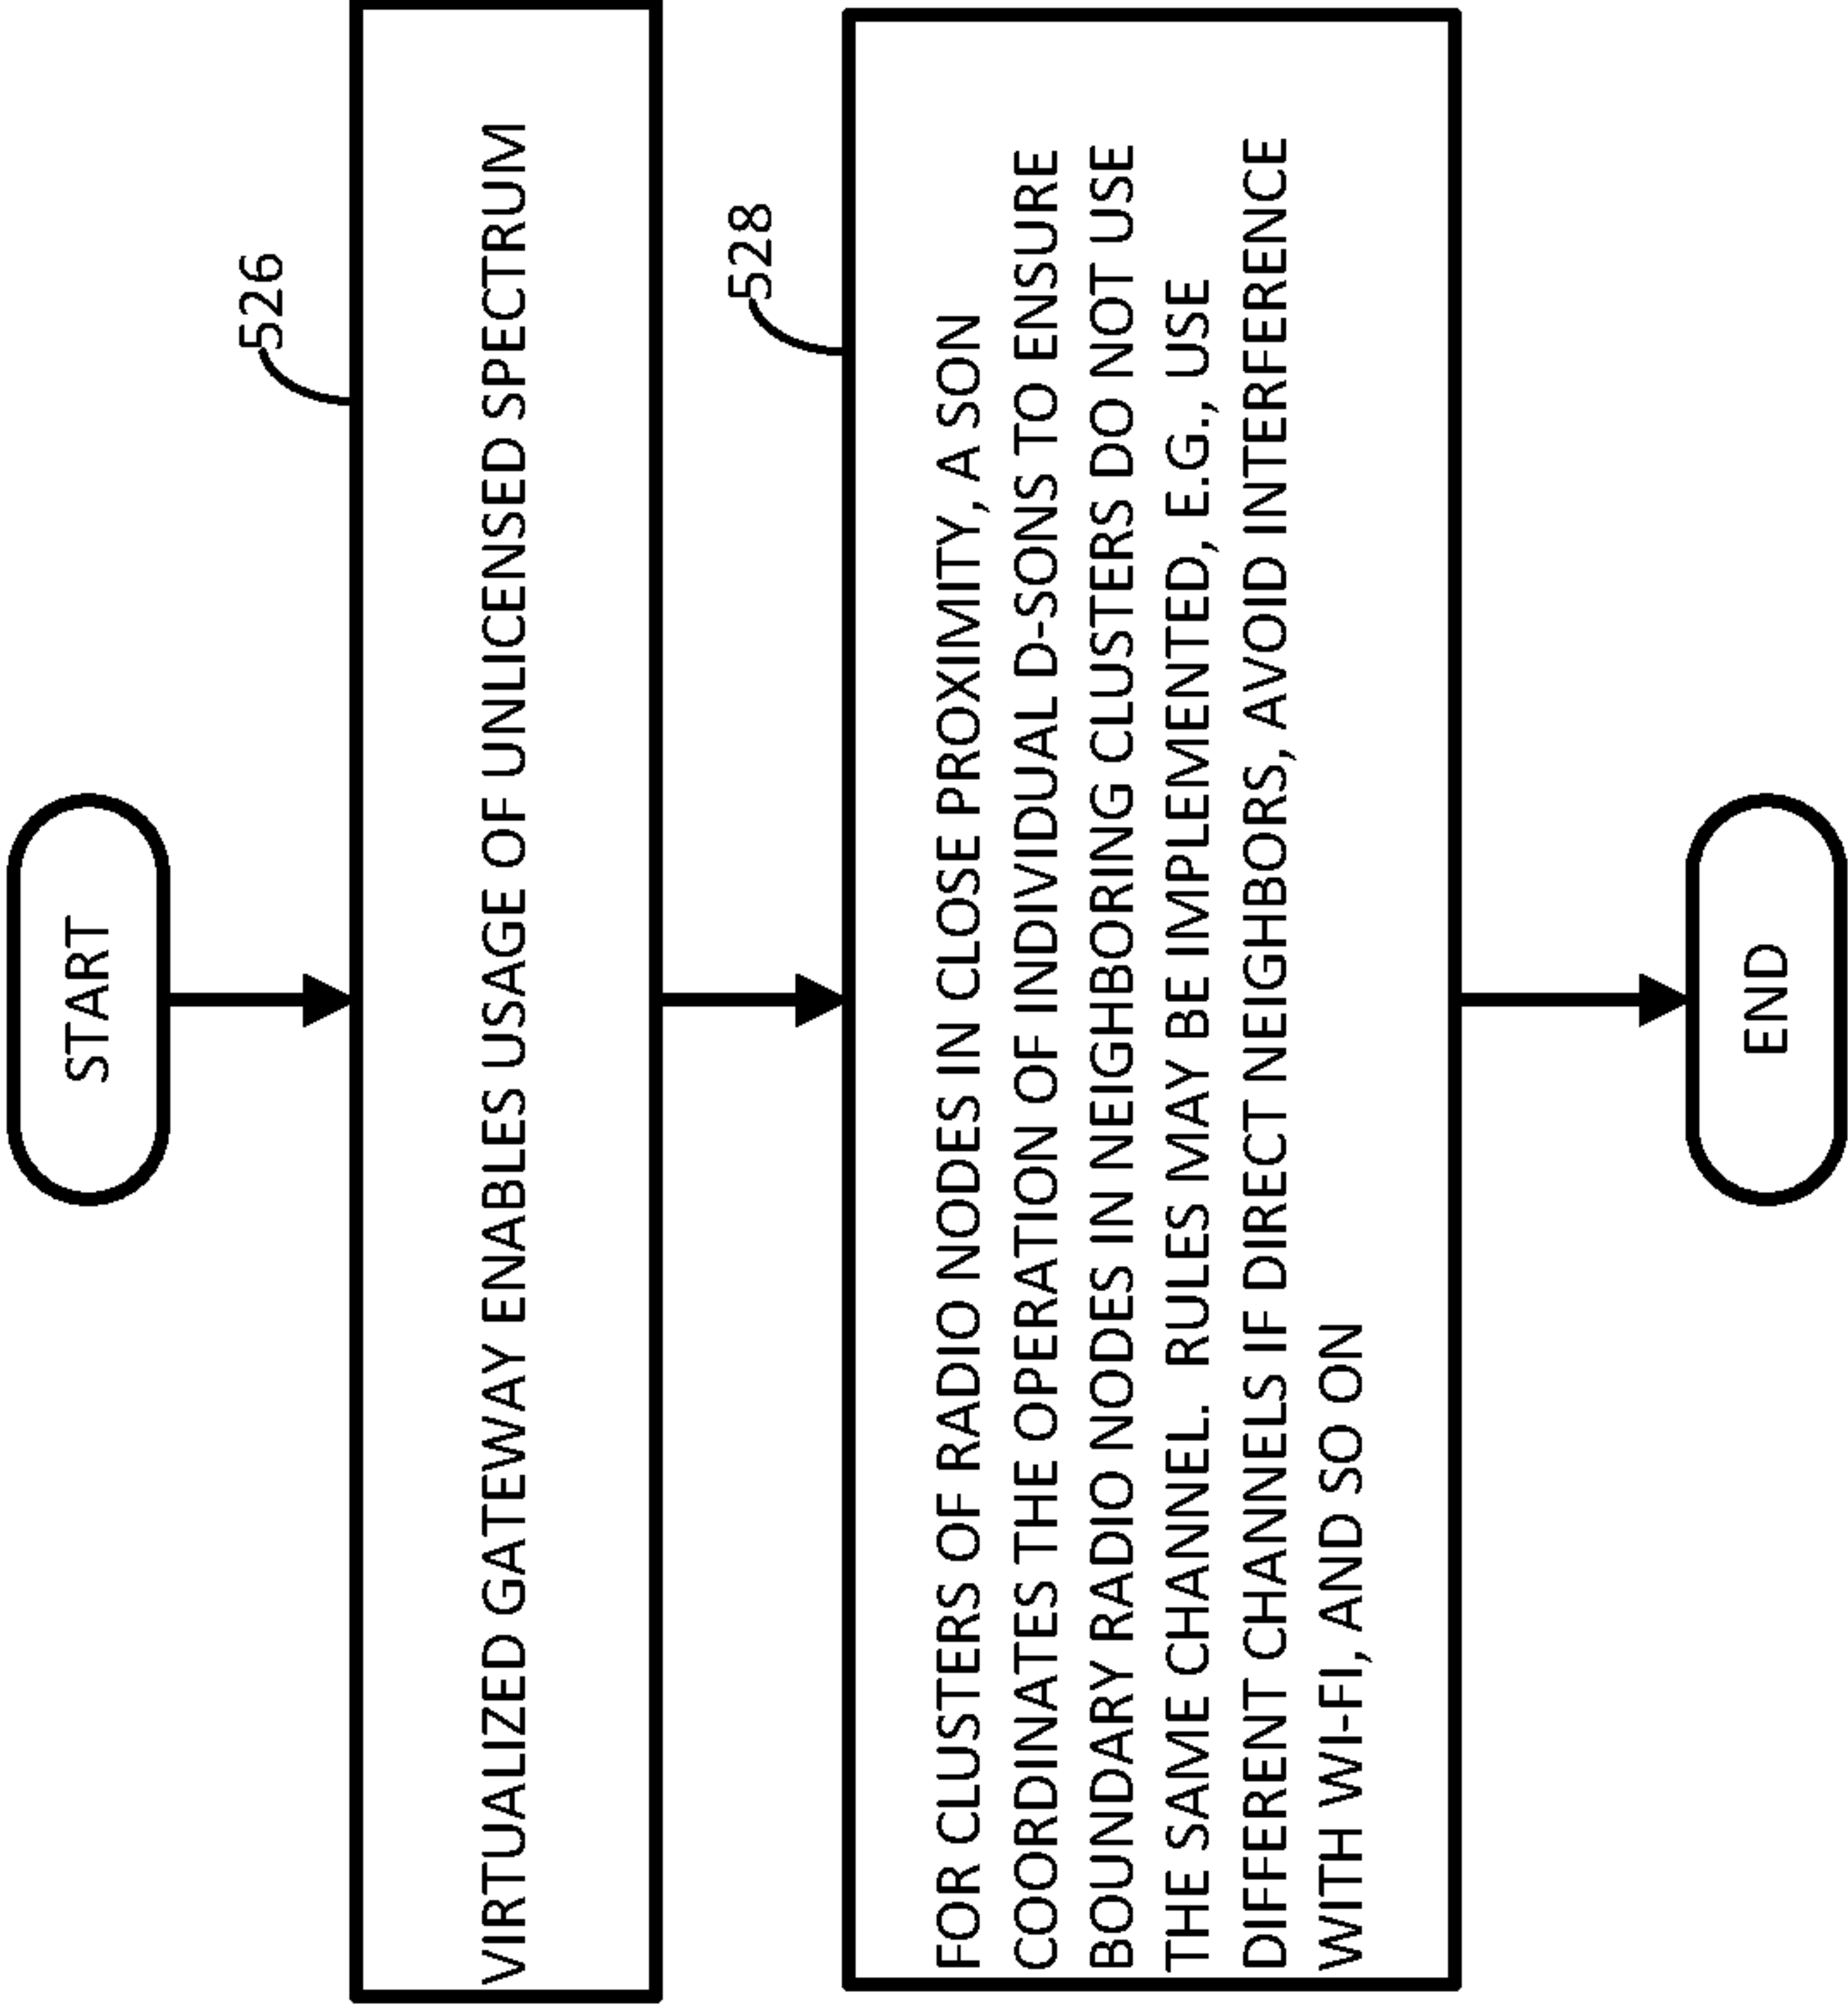 START
526
VIRTUALIZED GATEWAY ENABLES USAGE OF UNLICENSED SPECTRUM
528
FOR CLUSTERS OF RADIO NODES IN CLOSE PROXIMITY, A SON
COORDINATES THE OPERATION OF INDIVIDUAL D-SONS TO ENSURE
BOUNDARY RADIO NODES IN NEIGHBORING CLUSTERS DO NOT USE
THE SAME CHANNEL. RULES MAY BE IMPLEMENTED, E.G., USE
DIFFERENT CHANNELS IF DIRECT NEIGHBORS, AVOID INTERFERENCE
WITH WI-FI, AND SO ON
END